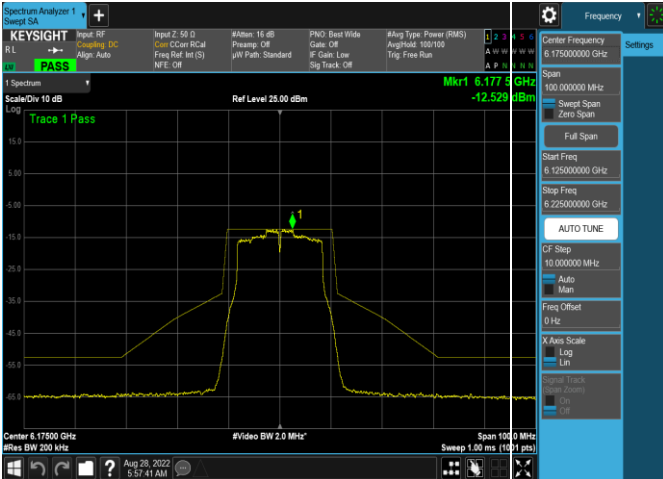 Spectrum Analyzer 1
Swept SA
+
Frequency
KEYSIGHT
Input: RF
Coupling: DC
Align: Auto
Input Z: 50 Ω
Corr CCorr RCal
Freq Ref: Int (S)
NFE: Off
#Atten: 16 dB
Preamp: Off
µW Path: Standard
PNO: Best Wide
Gate: Off
IF Gain: Low
Sig Track: Off
#Avg Type: Power (RMS)
Avg|Hold: 100/100
Trig: Free Run
1 2 3 4 5 6
A W W W W W
A P N N N N
R L
PASS
1 Spectrum
Scale/Div 10 dB
Ref Level 25.00 dBm
Mkr1 6.177 5 GHz
-12.529 dBm
Log
Trace 1 Pass
15.0
5.00
-5.00
-15.0
-25.0
-35.0
-45.0
-55.0
-65.0
1
Center 6.17500 GHz
#Res BW 200 kHz
#Video BW 2.0 MHz*
Span 100.0 MHz
Sweep 1.00 ms (1001 pts)
Aug 28, 2022
5:57:41 AM
?
Settings
Center Frequency
6.175000000 GHz
Span
100.000000 MHz
Swept Span
Zero Span
Full Span
Start Freq
6.125000000 GHz
Stop Freq
6.225000000 GHz
AUTO TUNE
CF Step
10.000000 MHz
Auto
Man
Freq Offset
0 Hz
X Axis Scale
Log
Lin
Signal Track
(Span Zoom)
On
Off